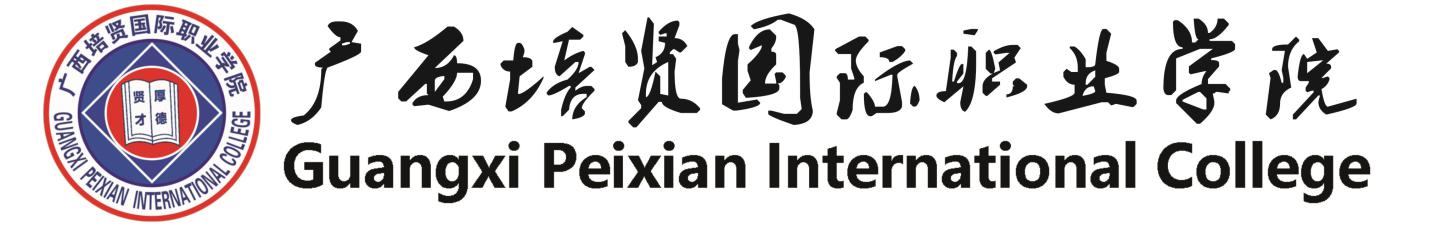 广西培贤国际职业学院
贤 厚
才 德
GUANGXI PEIXIAN INTERNATIONAL COLLEGE
广西培贤国际职业学院
Guangxi Peixian International College